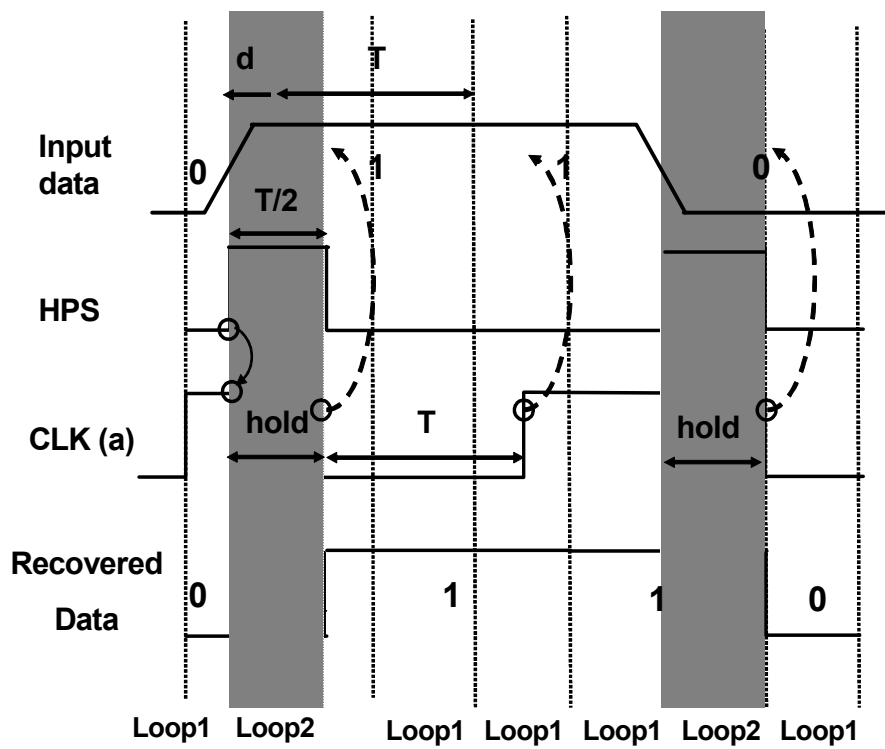 d T
Input
data
0 1 1 0
T/2
HPS
hold T hold
CLK (a)
Recovered
Data
0 1 1 0
Loop1 Loop2 Loop1 Loop1 Loop1 Loop2 Loop1